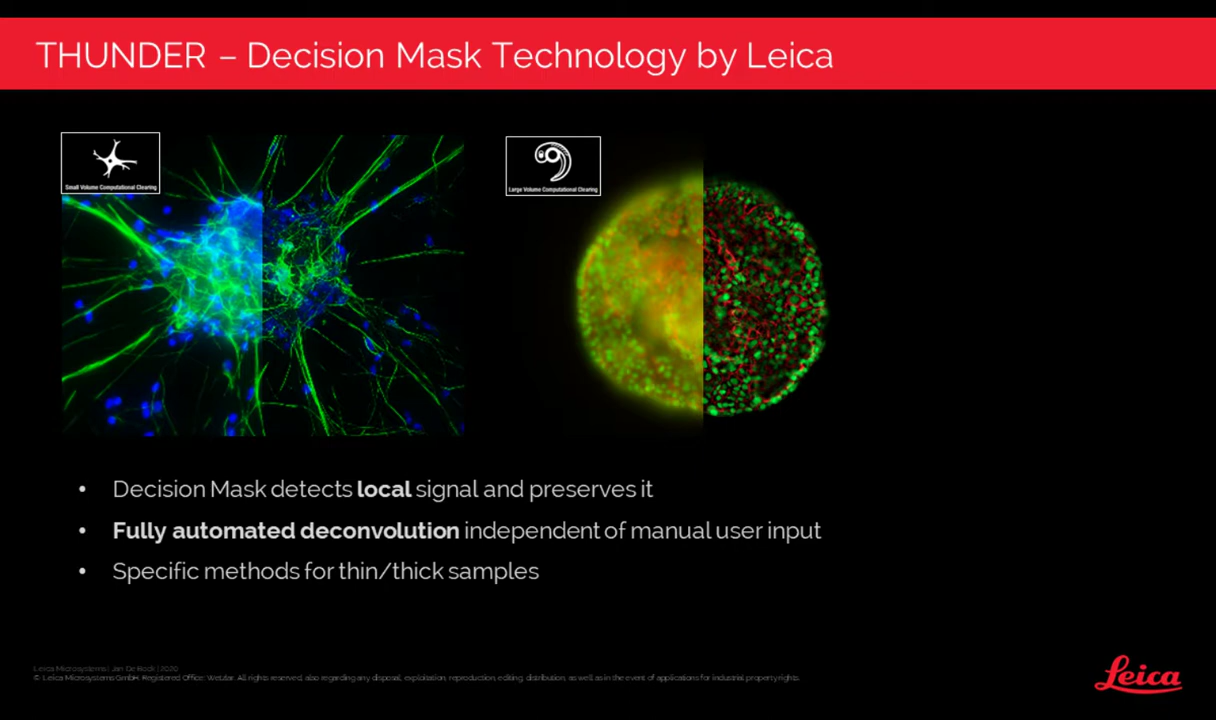 THUNDER – Decision Mask Technology by Leica
Small Volume Computational Clearing
Large Volume Computational Clearing
• Decision Mask detects local signal and preserves it
• Fully automated deconvolution independent of manual user input
• Specific methods for thin/thick samples
Leica Microsystems | Jan De Bock | 2020
© Leica Microsystems GmbH. Registered Office: Wetzlar. All rights reserved, also regarding any disposal, exploitation, reproduction, editing, distribution, as well as in the event of applications for industrial property rights.
Leica